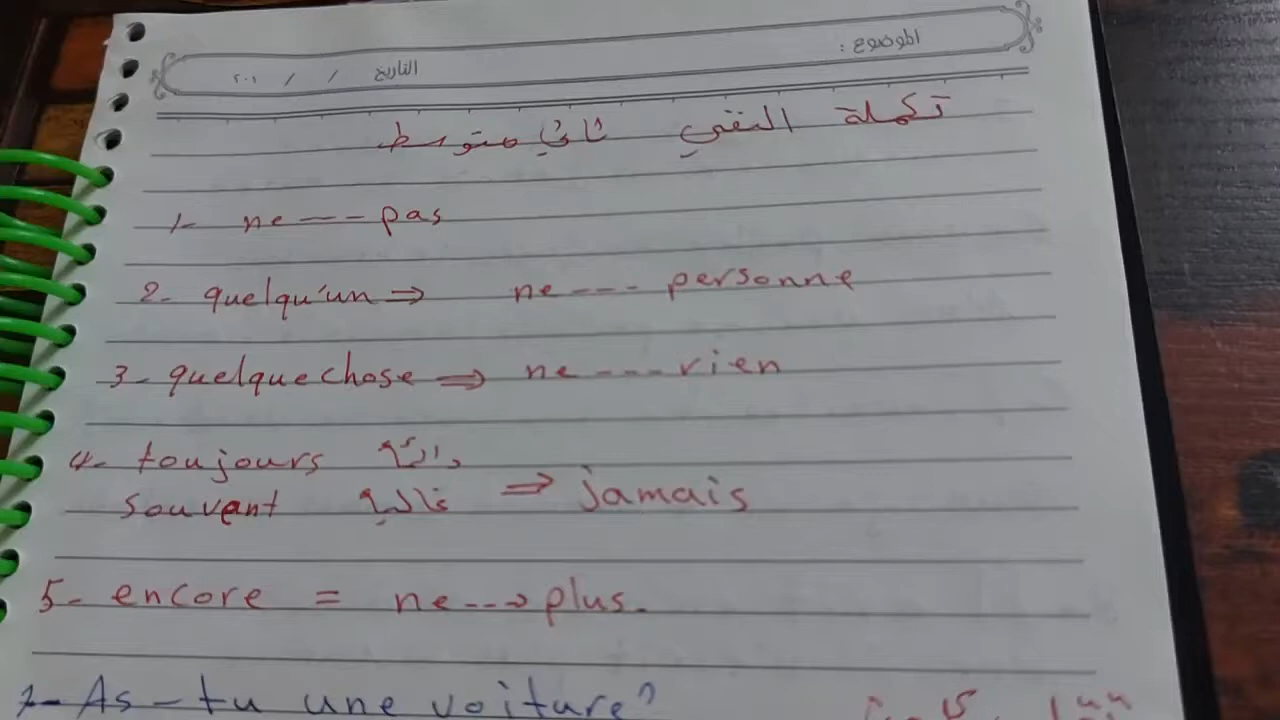 الموضوع :
التاريخ / / ٢٠١
تكملة النفي ثاني متوسط
1- ne --- pas
2- quelqu'un ⇒ ne --- personne
3- quelque chose ⇒ ne --- rien
4- toujours دائما
souvant غالبا ⇒ jamais
5- encore = ne --→ plus.
1- As-tu une voiture?